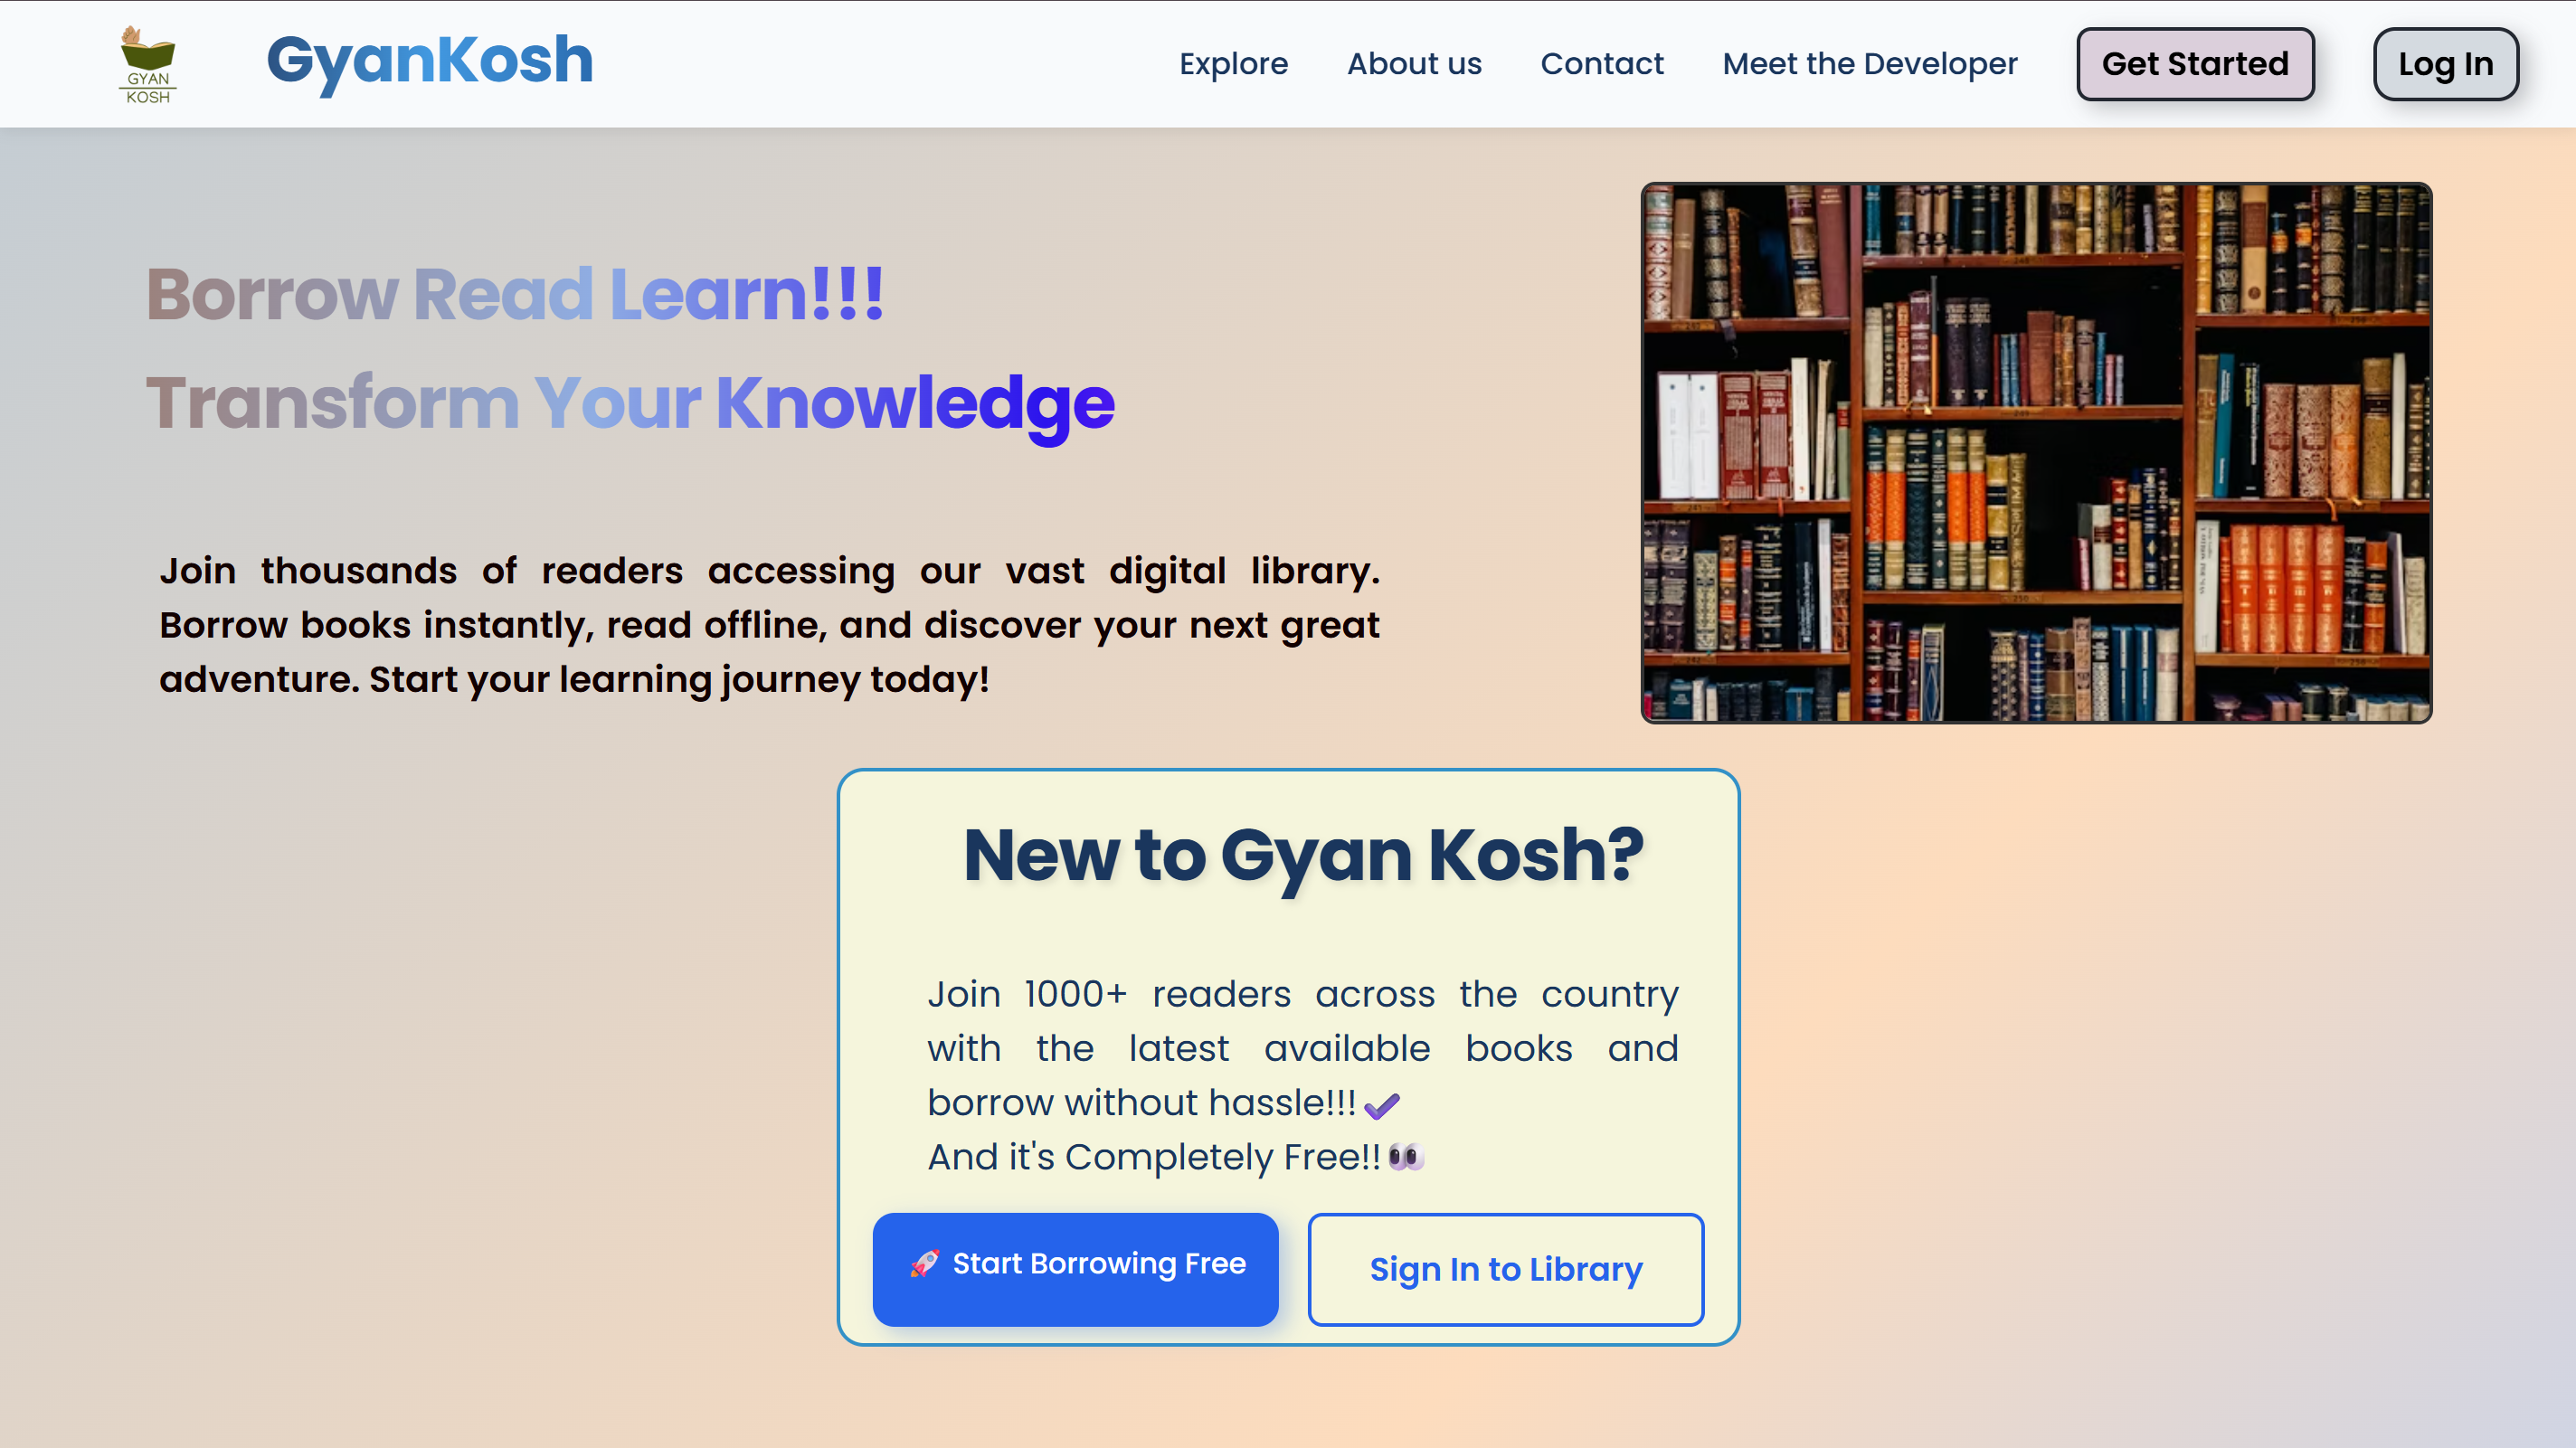 GYAN
KOSH
GyanKosh
Explore
About us
Contact
Meet the Developer
Get Started
Log In
Borrow Read Learn!!!
Transform Your Knowledge
Join thousands of readers accessing our vast digital library.
Borrow books instantly, read offline, and discover your next great
adventure. Start your learning journey today!
New to Gyan Kosh?
Join 1000+ readers across the country
with the latest available books and
borrow without hassle!!!
And it's Completely Free!!👀
🚀 Start Borrowing Free
Sign In to Library